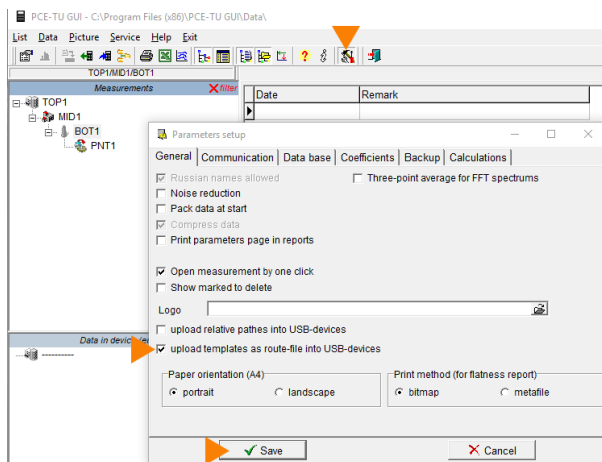 PCE-TU GUI - C:\Program Files (x86)\PCE-TU GUI\Data\
List Data Picture Service Help Exit
TOP1/MID1/BOT1
Measurements filter
Date Remark
TOP1
MID1
BOT1
PNT1
Parameters setup
General Communication Data base Coefficients Backup Calculations
Russian names allowed Three-point average for FFT spectrums
Noise reduction
Pack data at start
Compress data
Print parameters page in reports
Open measurement by one click
Show marked to delete
Logo
upload relative pathes into USB-devices
Data in device
upload templates as route-file into USB-devices
----------
Paper orientation (A4) Print method (for flatness report)
portrait landscape bitmap metafile
Save Cancel